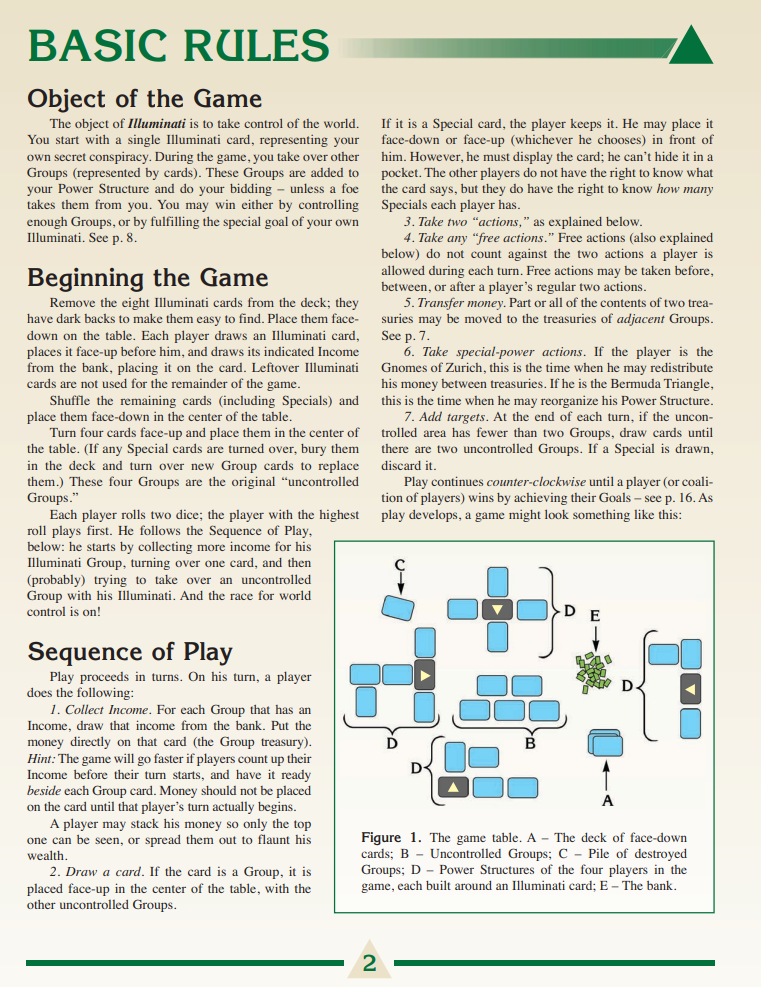 BASIC RULES
Object of the Game
The object of Illuminati is to take control of the world.
You start with a single Illuminati card, representing your
own secret conspiracy. During the game, you take over other
Groups (represented by cards). These Groups are added to
your Power Structure and do your bidding – unless a foe
takes them from you. You may win either by controlling
enough Groups, or by fulfilling the special goal of your own
Illuminati. See p. 8.
Beginning the Game
Remove the eight Illuminati cards from the deck; they
have dark backs to make them easy to find. Place them face-
down on the table. Each player draws an Illuminati card,
places it face-up before him, and draws its indicated Income
from the bank, placing it on the card. Leftover Illuminati
cards are not used for the remainder of the game.
Shuffle the remaining cards (including Specials) and
place them face-down in the center of the table.
Turn four cards face-up and place them in the center of
the table. (If any Special cards are turned over, bury them
in the deck and turn over new Group cards to replace
them.) These four Groups are the original “uncontrolled
Groups.”
Each player rolls two dice; the player with the highest
roll plays first. He follows the Sequence of Play,
below: he starts by collecting more income for his
Illuminati Group, turning over one card, and then
(probably) trying to take over an uncontrolled
Group with his Illuminati. And the race for world
control is on!
Sequence of Play
Play proceeds in turns. On his turn, a player
does the following:
1. Collect Income. For each Group that has an
Income, draw that income from the bank. Put the
money directly on that card (the Group treasury).
Hint: The game will go faster if players count up their
Income before their turn starts, and have it ready
beside each Group card. Money should not be placed
on the card until that player’s turn actually begins.
A player may stack his money so only the top
one can be seen, or spread them out to flaunt his
wealth.
2. Draw a card. If the card is a Group, it is
placed face-up in the center of the table, with the
other uncontrolled Groups.
If it is a Special card, the player keeps it. He may place it
face-down or face-up (whichever he chooses) in front of
him. However, he must display the card; he can’t hide it in a
pocket. The other players do not have the right to know what
the card says, but they do have the right to know how many
Specials each player has.
3. Take two “actions,” as explained below.
4. Take any “free actions.” Free actions (also explained
below) do not count against the two actions a player is
allowed during each turn. Free actions may be taken before,
between, or after a player’s regular two actions.
5. Transfer money. Part or all of the contents of two trea-
suries may be moved to the treasuries of adjacent Groups.
See p. 7.
6. Take special-power actions. If the player is the
Gnomes of Zurich, this is the time when he may redistribute
his money between treasuries. If he is the Bermuda Triangle,
this is the time when he may reorganize his Power Structure.
7. Add targets. At the end of each turn, if the uncon-
trolled area has fewer than two Groups, draw cards until
there are two uncontrolled Groups. If a Special is drawn,
discard it.
Play continues counter-clockwise until a player (or coali-
tion of players) wins by achieving their Goals – see p. 16. As
play develops, a game might look something like this:
C
D
E
D
D
B
D
A
Figure 1. The game table. A – The deck of face-down
cards; B – Uncontrolled Groups; C – Pile of destroyed
Groups; D – Power Structures of the four players in the
game, each built around an Illuminati card; E – The bank.
2